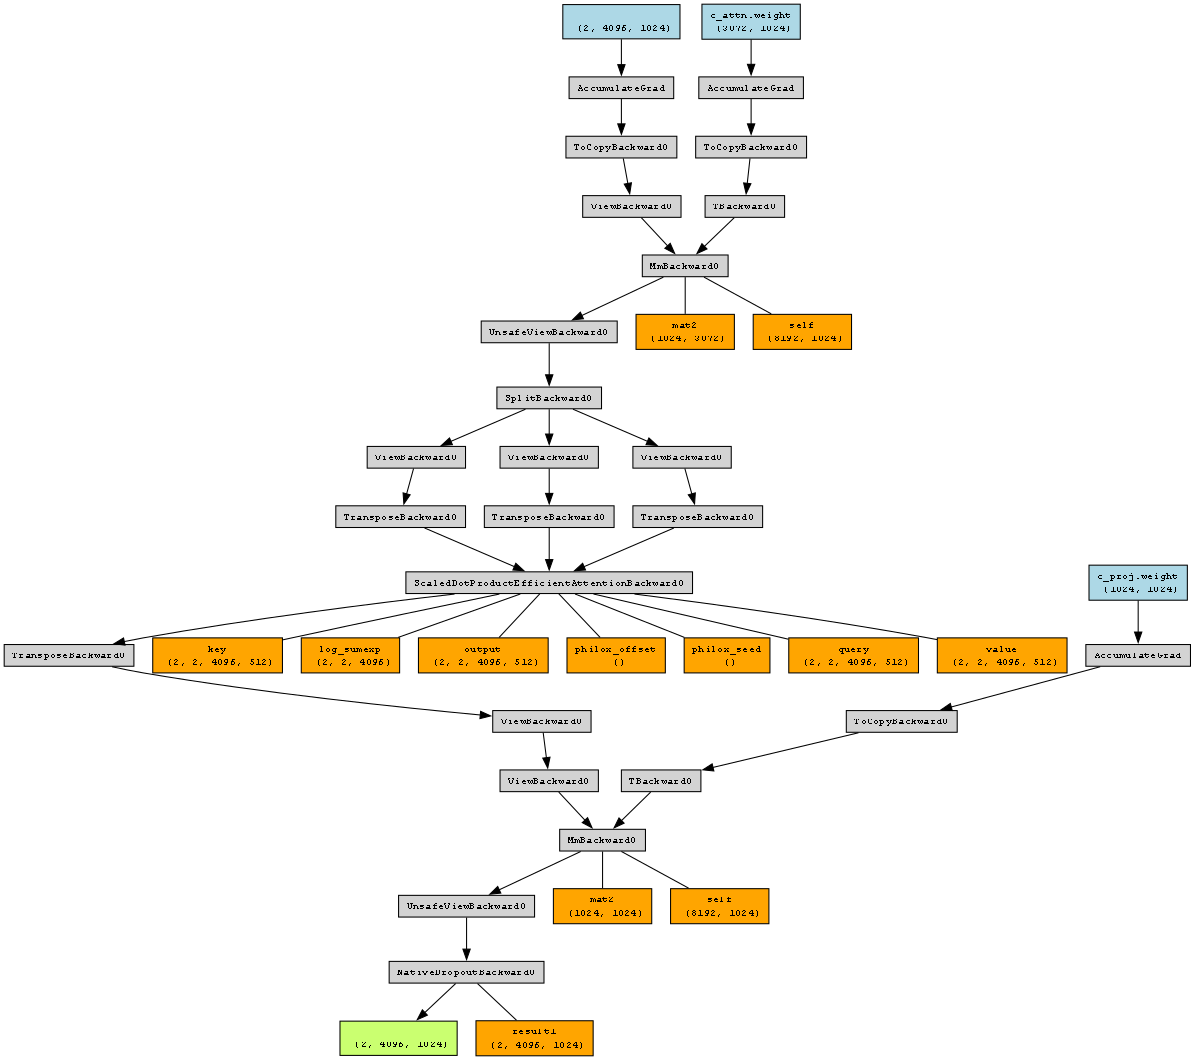 (2, 4096, 1024)
c_attn.weight
(3072, 1024)
AccumulateGrad
AccumulateGrad
ToCopyBackward0
ToCopyBackward0
ViewBackward0
TBackward0
MmBackward0
UnsafeViewBackward0
mat2
(1024, 3072)
self
(8192, 1024)
SplitBackward0
ViewBackward0
ViewBackward0
ViewBackward0
TransposeBackward0
TransposeBackward0
TransposeBackward0
ScaledDotProductEfficientAttentionBackward0
c_proj.weight
(1024, 1024)
TransposeBackward0
key
(2, 2, 4096, 512)
log_sumexp
(2, 2, 4096)
output
(2, 2, 4096, 512)
philox_offset
()
philox_seed
()
query
(2, 2, 4096, 512)
value
(2, 2, 4096, 512)
AccumulateGrad
ViewBackward0
ToCopyBackward0
ViewBackward0
TBackward0
MmBackward0
UnsafeViewBackward0
mat2
(1024, 1024)
self
(8192, 1024)
NativeDropoutBackward0
(2, 4096, 1024)
result1
(2, 4096, 1024)